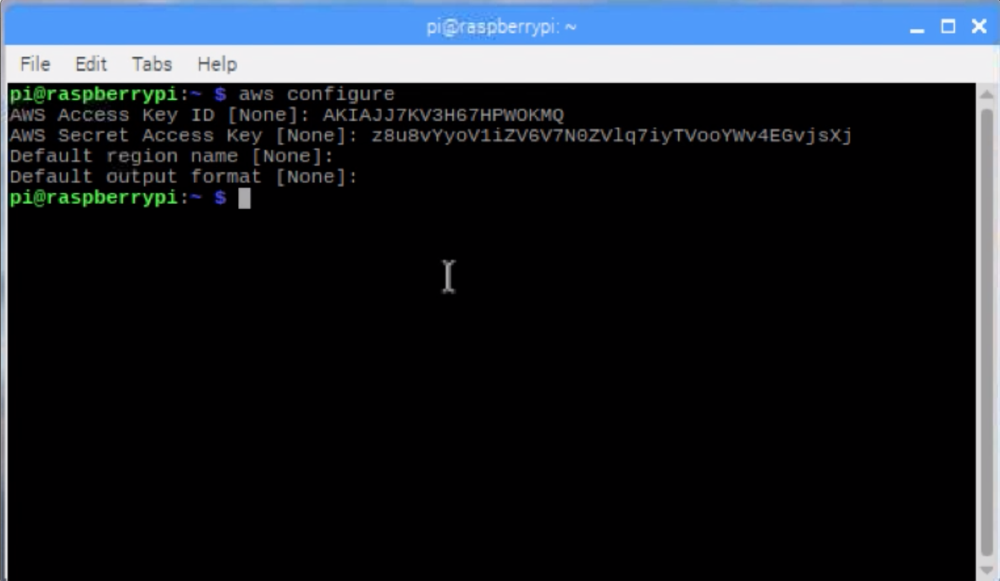 pi@raspberrypi: ~
File Edit Tabs Help
pi@raspberrypi:~ $ aws configure
AWS Access Key ID [None]: AKIAJJ7KV3H67HPWOKMQ
AWS Secret Access Key [None]: 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
Default region name [None]:
Default output format [None]:
pi@raspberrypi:~ $